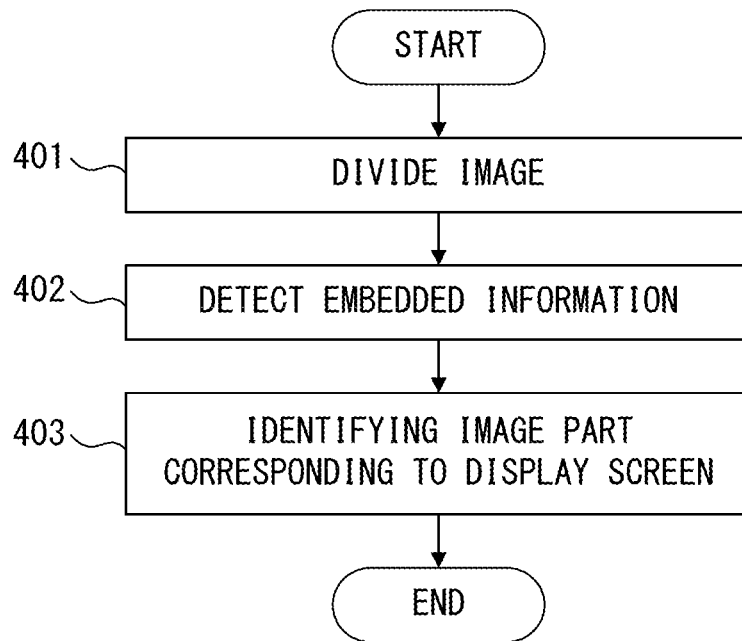 START
401
DIVIDE IMAGE
402
DETECT EMBEDDED INFORMATION
403
IDENTIFYING IMAGE PART
CORRESPONDING TO DISPLAY SCREEN
END